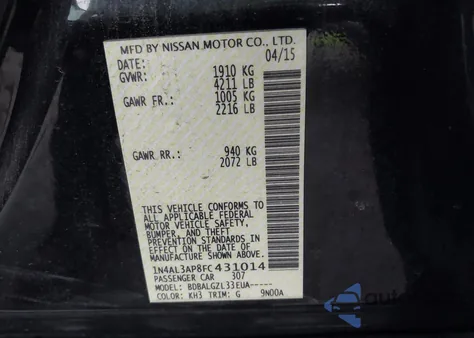 MFD BY NISSAN MOTOR CO., LTD.
DATE: 04/15
GVWR: 1910 KG
4211 LB
GAWR FR.: 1005 KG
2216 LB
GAWR RR.: 940 KG
2072 LB
THIS VEHICLE CONFORMS TO
ALL APPLICABLE FEDERAL
MOTOR VEHICLE SAFETY,
BUMPER, AND THEFT
PREVENTION STANDARDS IN
EFFECT ON THE DATE OF
MANUFACTURE SHOWN ABOVE.
1N4AL3AP8FC431014
PASSENGER CAR 307
MODEL: BDBALGZL33EUA-----
COLOR: KH3 TRIM: G 9N00A